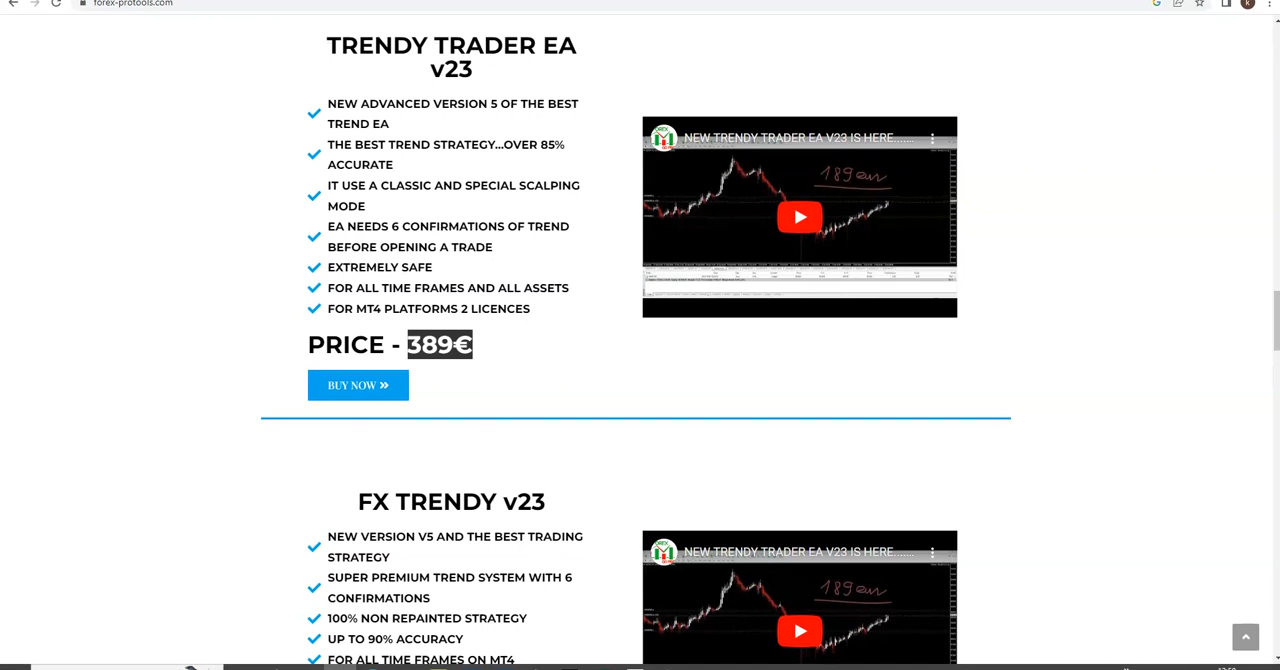 forex-protools.com
TRENDY TRADER EA
v23
NEW ADVANCED VERSION 5 OF THE BEST
TREND EA
THE BEST TREND STRATEGY...OVER 85%
ACCURATE
IT USE A CLASSIC AND SPECIAL SCALPING
MODE
EA NEEDS 6 CONFIRMATIONS OF TREND
BEFORE OPENING A TRADE
EXTREMELY SAFE
FOR ALL TIME FRAMES AND ALL ASSETS
FOR MT4 PLATFORMS 2 LICENCES
PRICE - 389€
BUY NOW »
NEW TRENDY TRADER EA V23 IS HERE.......
189eur
FX TRENDY v23
NEW VERSION V5 AND THE BEST TRADING
STRATEGY
SUPER PREMIUM TREND SYSTEM WITH 6
CONFIRMATIONS
100% NON REPAINTED STRATEGY
UP TO 90% ACCURACY
FOR ALL TIME FRAMES ON MT4
NEW TRENDY TRADER EA V23 IS HERE.......
189eur